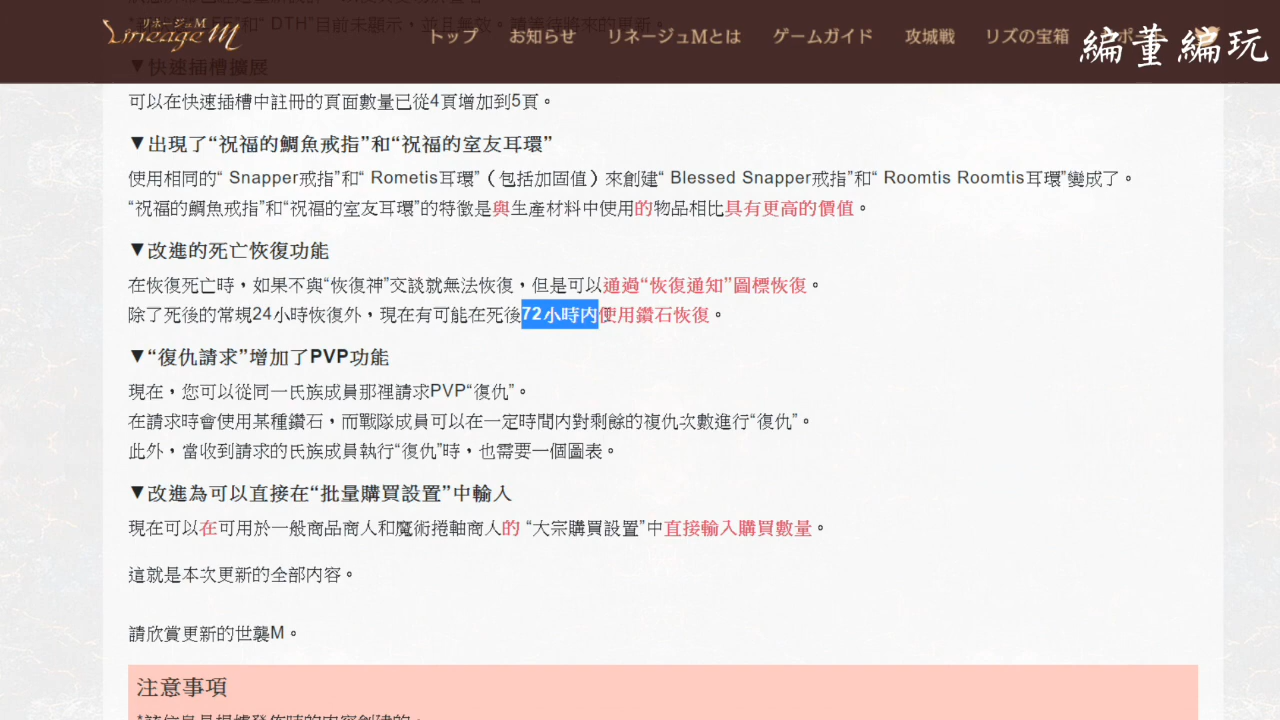 リネージュM
Lineage M
トップ
お知らせ
リネージュMとは
ゲームガイド
攻城戦
リズの宝箱
編董編玩
▼快速插槽擴展
可以在快速插槽中註冊的頁面數量已從4頁增加到5頁。
▼出現了“祝福的鯛魚戒指”和“祝福的室友耳環”
使用相同的“ Snapper戒指”和“ Rometis耳環”（包括加固值）來創建“ Blessed Snapper戒指”和“ Roomtis Roomtis耳環”變成了。
“祝福的鯛魚戒指”和“祝福的室友耳環”的特徵是與生產材料中使用的物品相比具有更高的價值。
▼改進的死亡恢復功能
在恢復死亡時，如果不與“恢復神”交談就無法恢復，但是可以通過“恢復通知”圖標恢復。
除了死後的常規24小時恢復外，現在有可能在死後72小時内使用鑽石恢復。
▼“復仇請求”增加了PVP功能
現在，您可以從同一氏族成員那裡請求PVP“復仇”。
在請求時會使用某種鑽石，而戰隊成員可以在一定時間内對剩餘的複仇次數進行“復仇”。
此外，當收到請求的氏族成員執行“復仇”時，也需要一個圖表。
▼改進為可以直接在“批量購買設置”中輸入
現在可以在可用於一般商品商人和魔術捲軸商人的 “大宗購買設置”中直接輸入購買數量。
這就是本次更新的全部内容。
請欣賞更新的世襲M。
注意事項